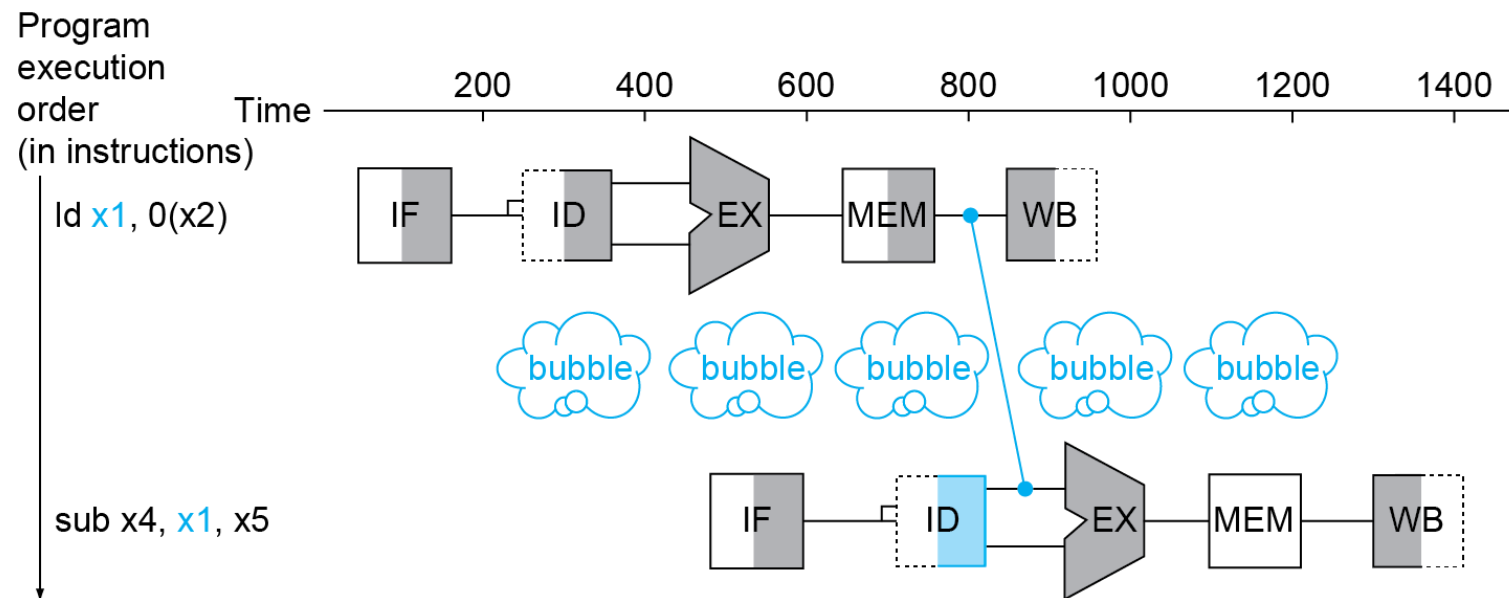 Program
execution
order
(in instructions)
Time
200 400 600 800 1000 1200 1400
ld x1, 0(x2)
IF ID EX MEM WB
bubble bubble bubble bubble bubble
sub x4, x1, x5
IF ID EX MEM WB